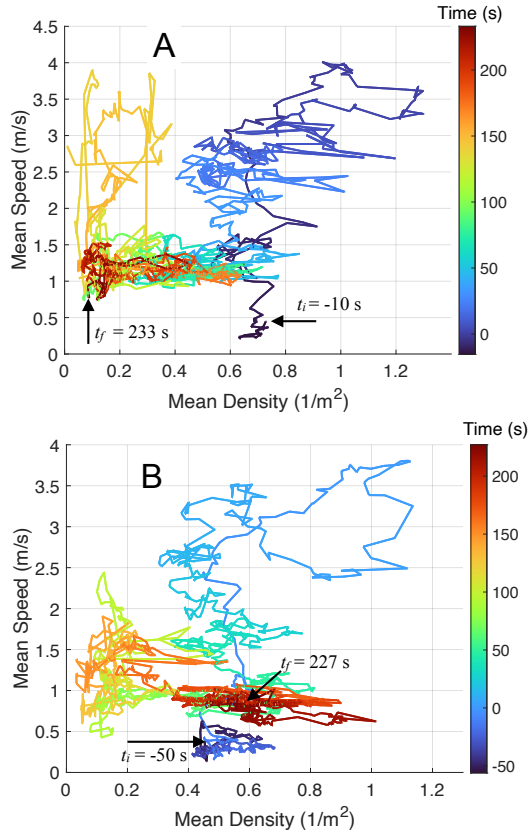 Time (s)
A
4.5
4
3.5
3
2.5
2
1.5
1
0.5
0
Mean Speed (m/s)
t_i = -10 s
t_f = 233 s
0 0.2 0.4 0.6 0.8 1 1.2
Mean Density (1/m²)
200
150
100
50
0
Time (s)
B
4
3.5
3
2.5
2
1.5
1
0.5
0
Mean Speed (m/s)
t_f = 227 s
t_i = -50 s
0 0.2 0.4 0.6 0.8 1 1.2
Mean Density (1/m²)
200
150
100
50
0
-50